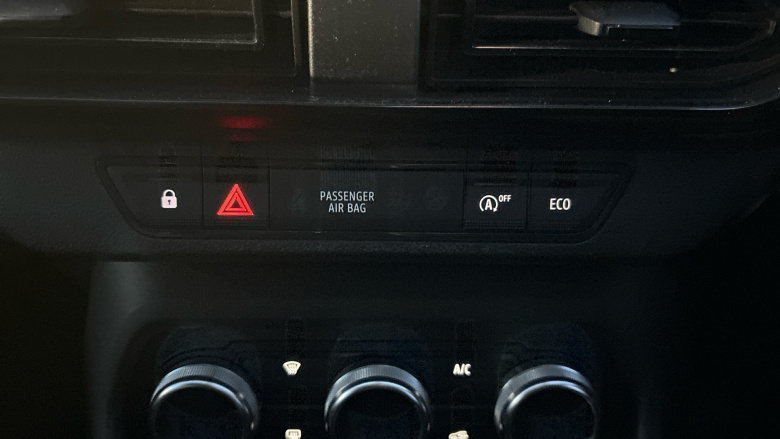 PASSENGER
AIR BAG
A OFF
ECO
A/C